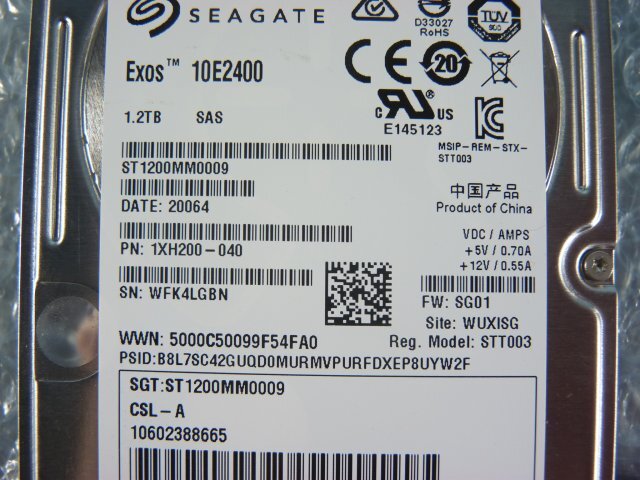 SEAGATE
D33027
RoHS
TUV
Exos™ 10E2400
20
1.2TB SAS
c UR US
E145123
MSIP-REM-STX-
STT003
ST1200MM0009
中国产品
Product of China
DATE: 20064
VDC / AMPS
+5V / 0.70A
+12V / 0.55A
PN: 1XH200-040
SN: WFK4LGBN
FW: SG01
Site: WUXISG
WWN: 5000C50099F54FA0
Reg. Model: STT003
PSID:B8L7SC42GUQD0MURMVPURFDXEP8UYW2F
SGT:ST1200MM0009
CSL-A
10602388665